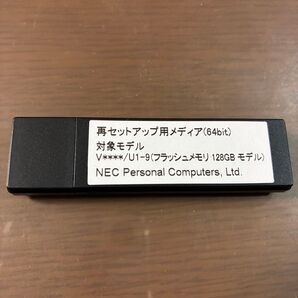 再セットアップ用メディア(64bit)
対象モデル
V****/U1-9(フラッシュメモリ 128GB モデル)
NEC Personal Computers, Ltd.